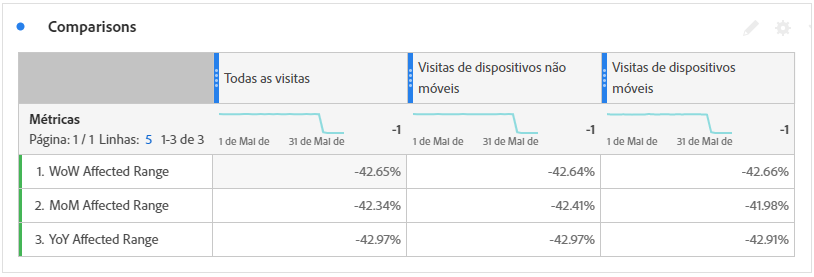 Comparisons
Todas as visitas
Visitas de dispositivos não
móveis
Visitas de dispositivos
móveis
Métricas
Página: 1 / 1 Linhas: 5 1-3 de 3
1 de Mai de 31 de Mai de -1
1 de Mai de 31 de Mai de -1
1 de Mai de 31 de Mai de -1
1. WoW Affected Range -42.65% -42.64% -42.66%
2. MoM Affected Range -42.34% -42.41% -41.98%
3. YoY Affected Range -42.97% -42.97% -42.91%